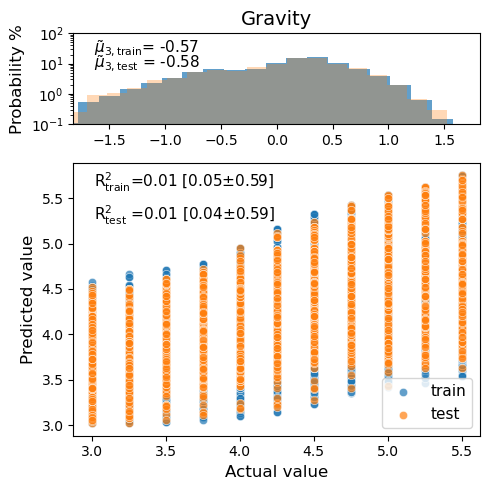 Gravity
Probability %
10²
10¹
10⁰
10⁻¹
μ̃₃,train= -0.57
μ̃₃,test = -0.58
−1.5 −1.0 −0.5 0.0 0.5 1.0 1.5
R²train=0.01 [0.05±0.59]
R²test =0.01 [0.04±0.59]
Predicted value
5.5
5.0
4.5
4.0
3.5
3.0
train
test
3.0 3.5 4.0 4.5 5.0 5.5
Actual value